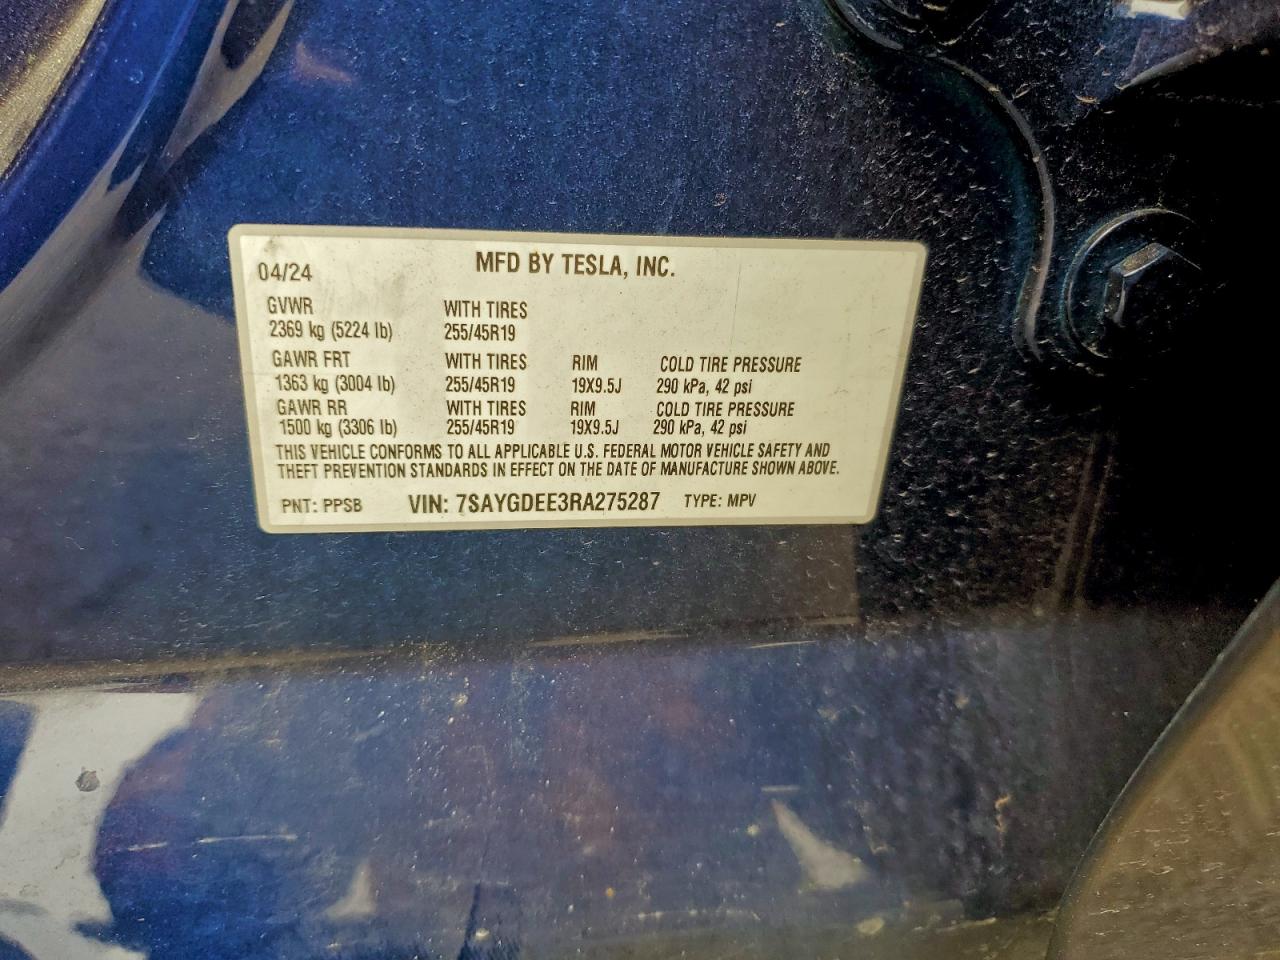 04/24 MFD BY TESLA, INC.
GVWR WITH TIRES
2369 kg (5224 lb) 255/45R19
GAWR FRT WITH TIRES RIM COLD TIRE PRESSURE
1363 kg (3004 lb) 255/45R19 19X9.5J 290 kPa, 42 psi
GAWR RR WITH TIRES RIM COLD TIRE PRESSURE
1500 kg (3306 lb) 255/45R19 19X9.5J 290 kPa, 42 psi
THIS VEHICLE CONFORMS TO ALL APPLICABLE U.S. FEDERAL MOTOR VEHICLE SAFETY AND
THEFT PREVENTION STANDARDS IN EFFECT ON THE DATE OF MANUFACTURE SHOWN ABOVE.
PNT: PPSB VIN: 7SAYGDEE3RA275287 TYPE: MPV